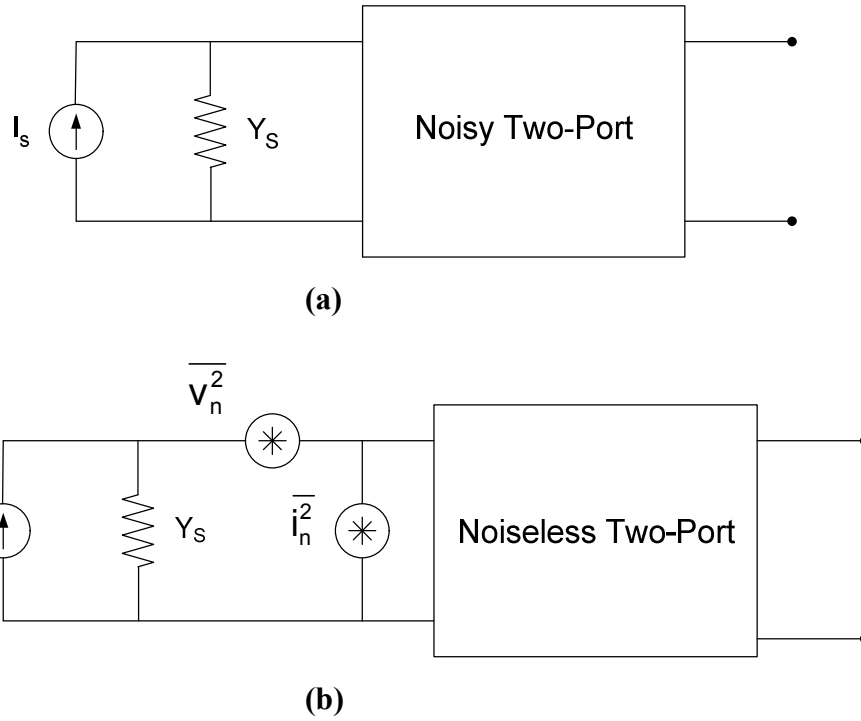 I_s
Y_S
Noisy Two-Port
(a)
\overline{v_n^2}
Y_S
\overline{i_n^2}
Noiseless Two-Port
(b)